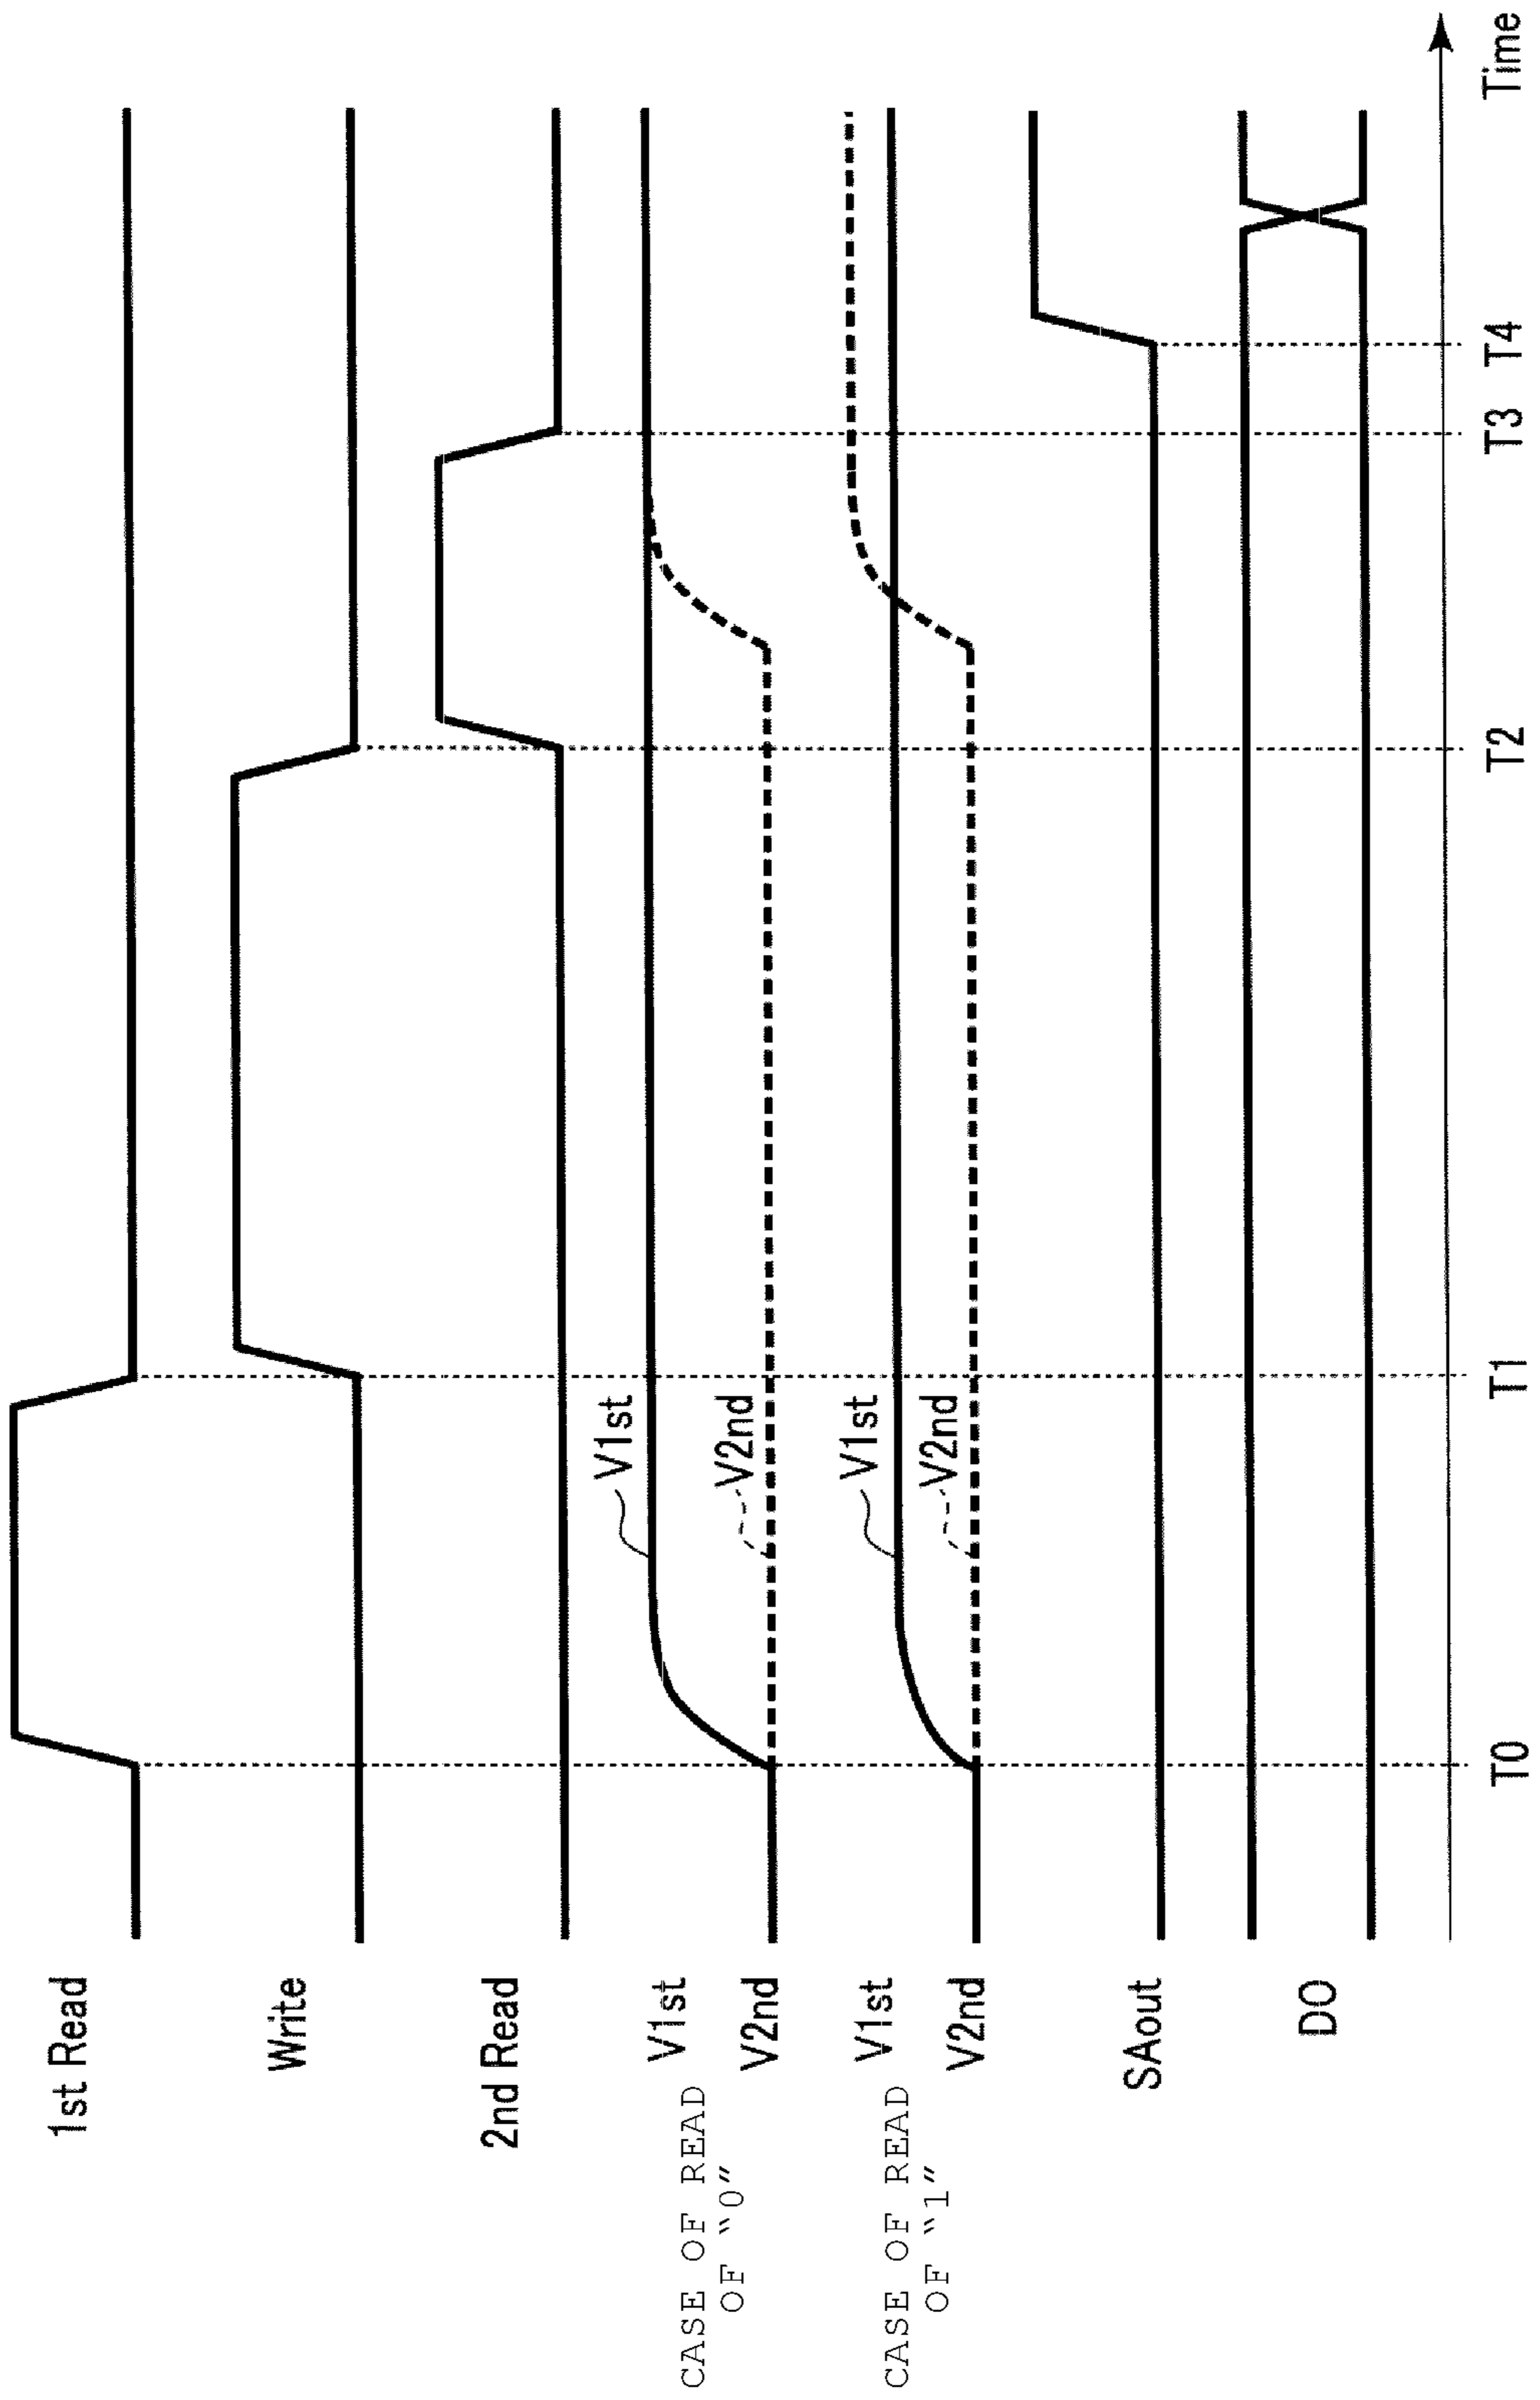 1st Read
Write
2nd Read
CASE OF READ
OF “0”
V1st
V2nd
V1st
V2nd
CASE OF READ
OF “1”
V1st
V2nd
V1st
V2nd
SAout
DO
T0
T1
T2
T3
T4
Time